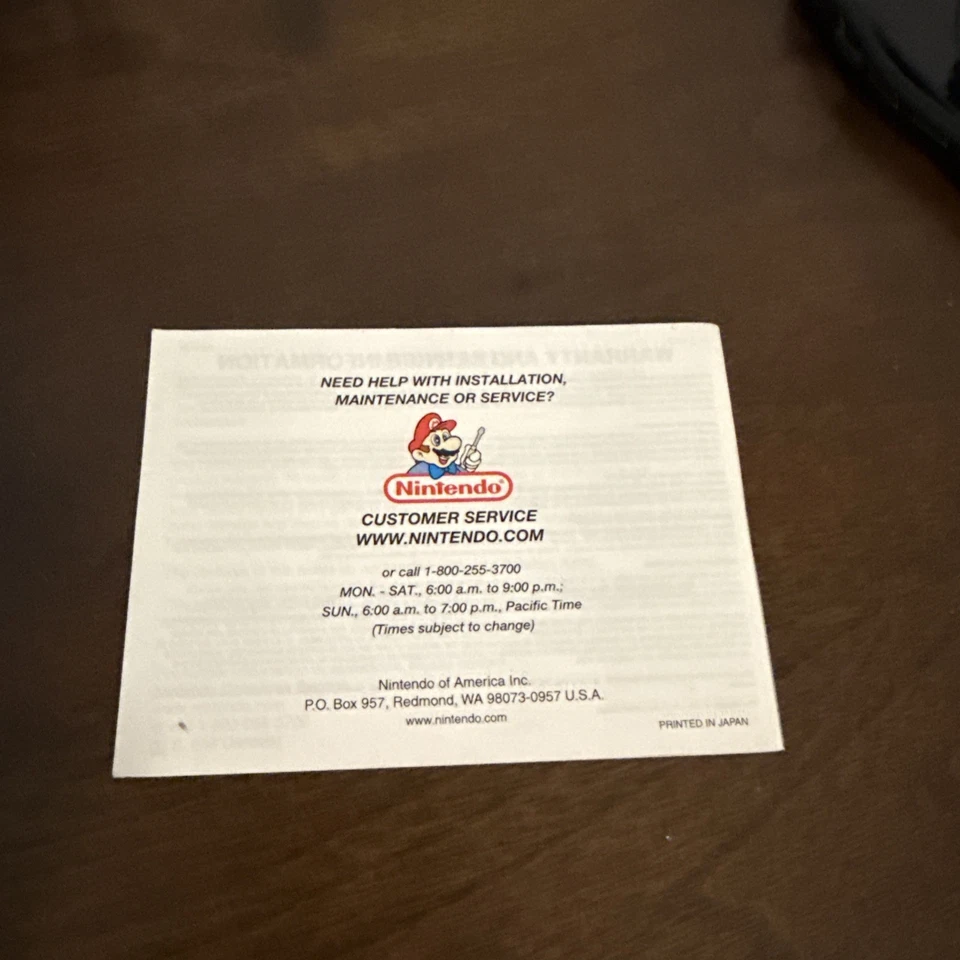 NEED HELP WITH INSTALLATION,
MAINTENANCE OR SERVICE?
Nintendo®
CUSTOMER SERVICE
WWW.NINTENDO.COM
or call 1-800-255-3700
MON. - SAT., 6:00 a.m. to 9:00 p.m.;
SUN., 6:00 a.m. to 7:00 p.m., Pacific Time
(Times subject to change)
Nintendo of America Inc.
P.O. Box 957, Redmond, WA 98073-0957 U.S.A.
www.nintendo.com
PRINTED IN JAPAN